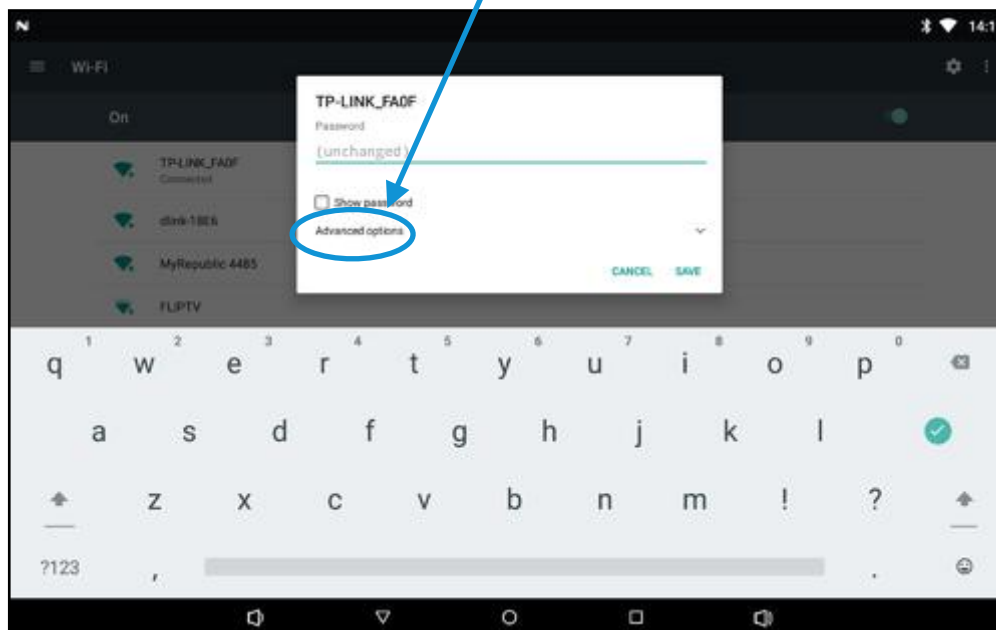 14:1
Wi-Fi
On
TP-LINK_FA0F
Connected
dlink-18E6
MyRepublic 4485
FLIPTV
TP-LINK_FA0F
Password
(unchanged)
Show password
Advanced options
CANCEL SAVE
1 2 3 4 5 6 7 8 9 0
q w e r t y u i o p
a s d f g h j k l
z x c v b n m ! ?
?123 , .